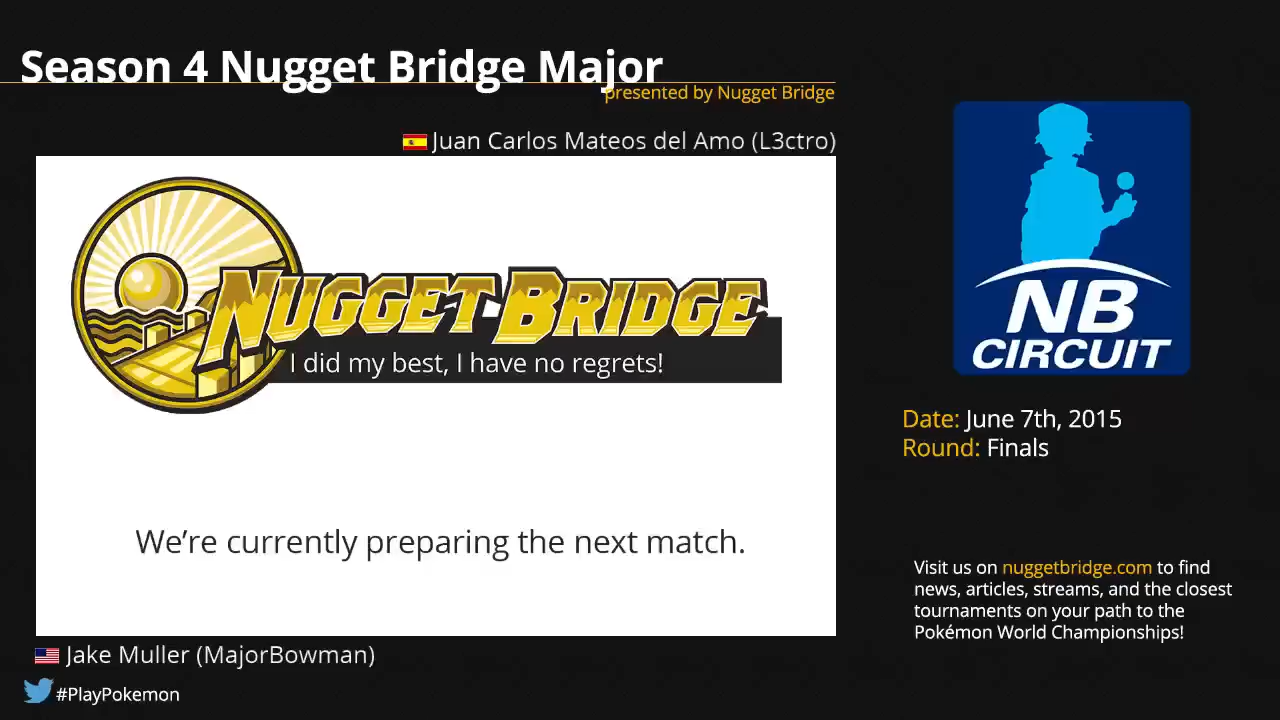 Season 4 Nugget Bridge Major
presented by Nugget Bridge
Juan Carlos Mateos del Amo (L3ctro)
NUGGET-BRIDGE
I did my best, I have no regrets!
We're currently preparing the next match.
Jake Muller (MajorBowman)
#PlayPokemon
NB
CIRCUIT
Date: June 7th, 2015
Round: Finals
Visit us on nuggetbridge.com to find
news, articles, streams, and the closest
tournaments on your path to the
Pokémon World Championships!